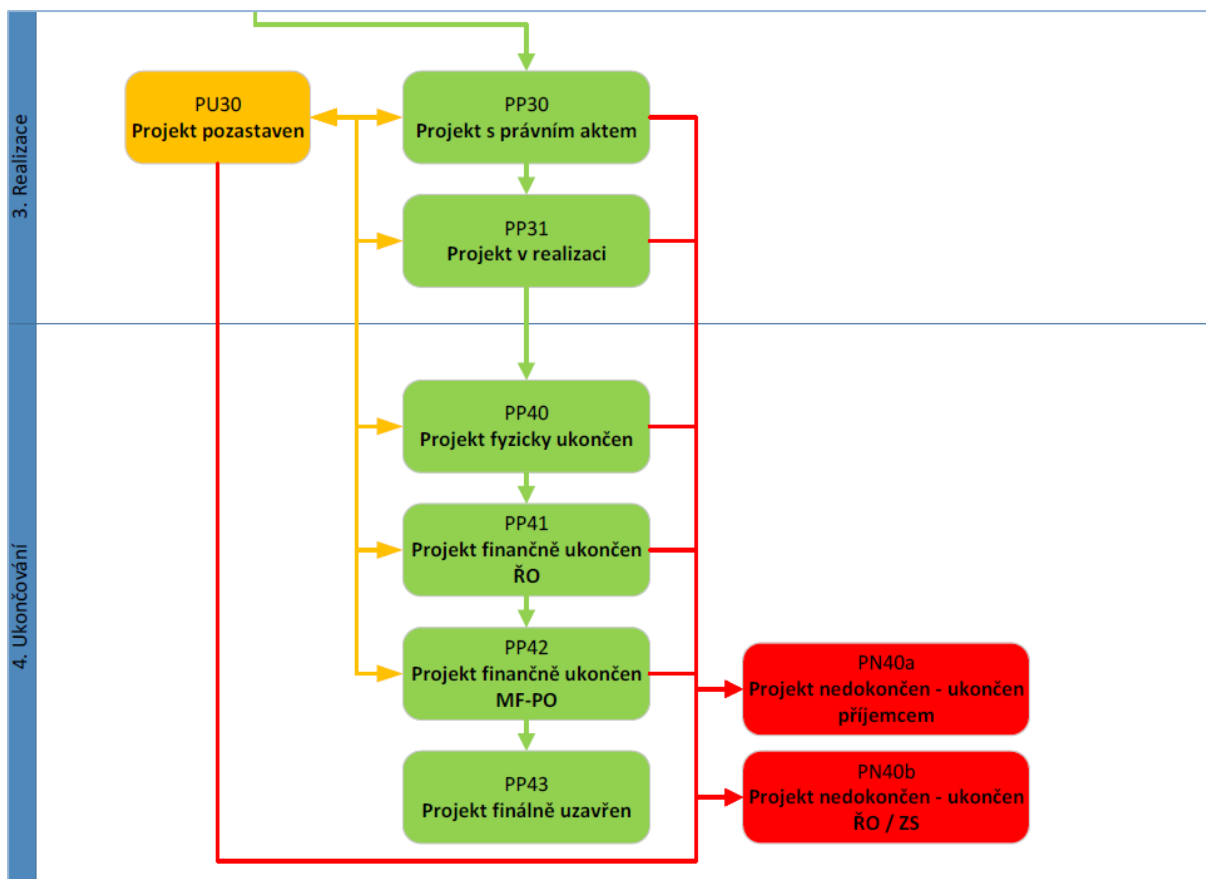 3. Realizace
PU30
Projekt pozastaven
PP30
Projekt s právním aktem
PP31
Projekt v realizaci
4. Ukončování
PP40
Projekt fyzicky ukončen
PP41
Projekt finančně ukončen
ŘO
PP42
Projekt finančně ukončen
MF-PO
PN40a
Projekt nedokončen - ukončen
příjemcem
PP43
Projekt finálně uzavřen
PN40b
Projekt nedokončen - ukončen
ŘO / ZS